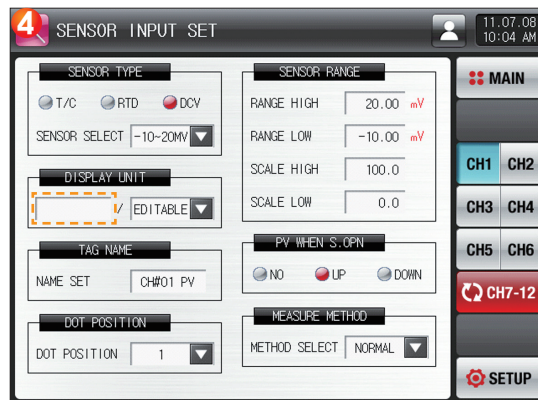 4
SENSOR INPUT SET
11.07.08
10:04 AM
SENSOR TYPE
T/C RTD DCV
SENSOR SELECT -10~20MV
DISPLAY UNIT
/ EDITABLE
TAG NAME
NAME SET CH#01 PV
DOT POSITION
DOT POSITION 1
SENSOR RANGE
RANGE HIGH 20.00 mV
RANGE LOW -10.00 mV
SCALE HIGH 100.0
SCALE LOW 0.0
PV WHEN S.OPN
NO UP DOWN
MEASURE METHOD
METHOD SELECT NORMAL
MAIN
CH1 CH2
CH3 CH4
CH5 CH6
CH7-12
SETUP